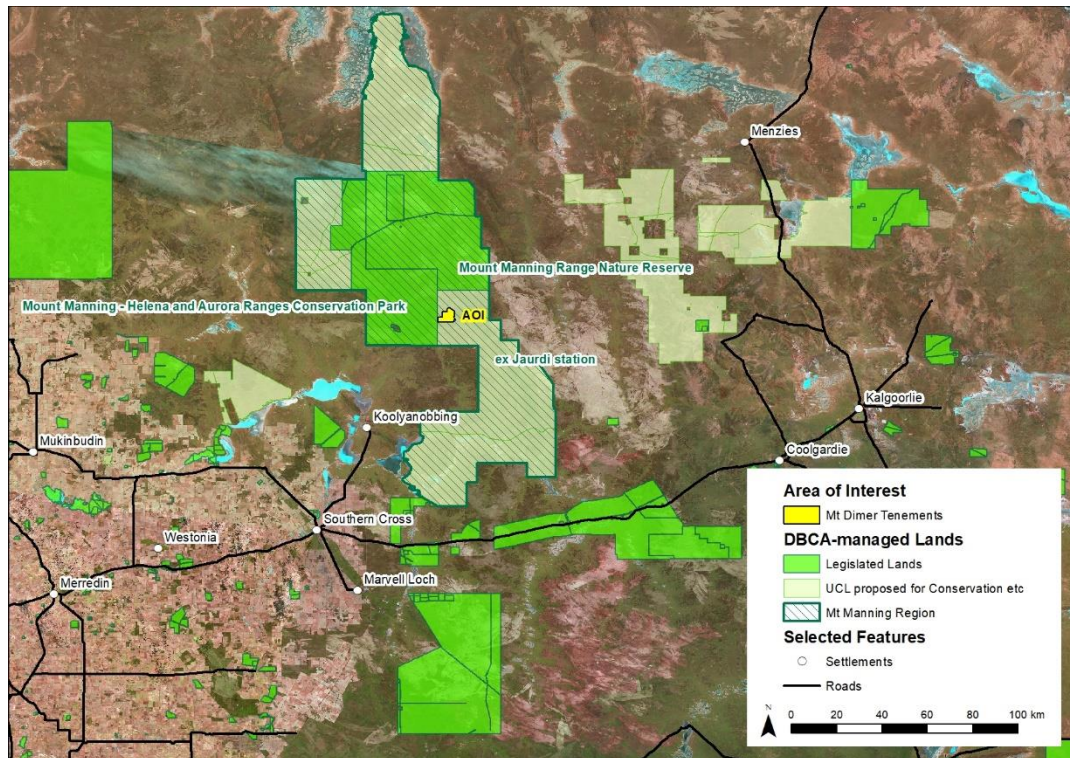 Menzies
Mount Manning Range Nature Reserve
Mount Manning - Helena and Aurora Ranges Conservation Park
AOI
ex Jaurdi station
Kalgoorlie
Koolyanobbing
Mukinbudin
Coolgardie
Southern Cross
Westonia
Merredin
Marvell Loch
Area of Interest
Mt Dimer Tenements
DBCA-managed Lands
Legislated Lands
UCL proposed for Conservation etc
Mt Manning Region
Selected Features
Settlements
Roads
N
0 20 40 60 80 100 km